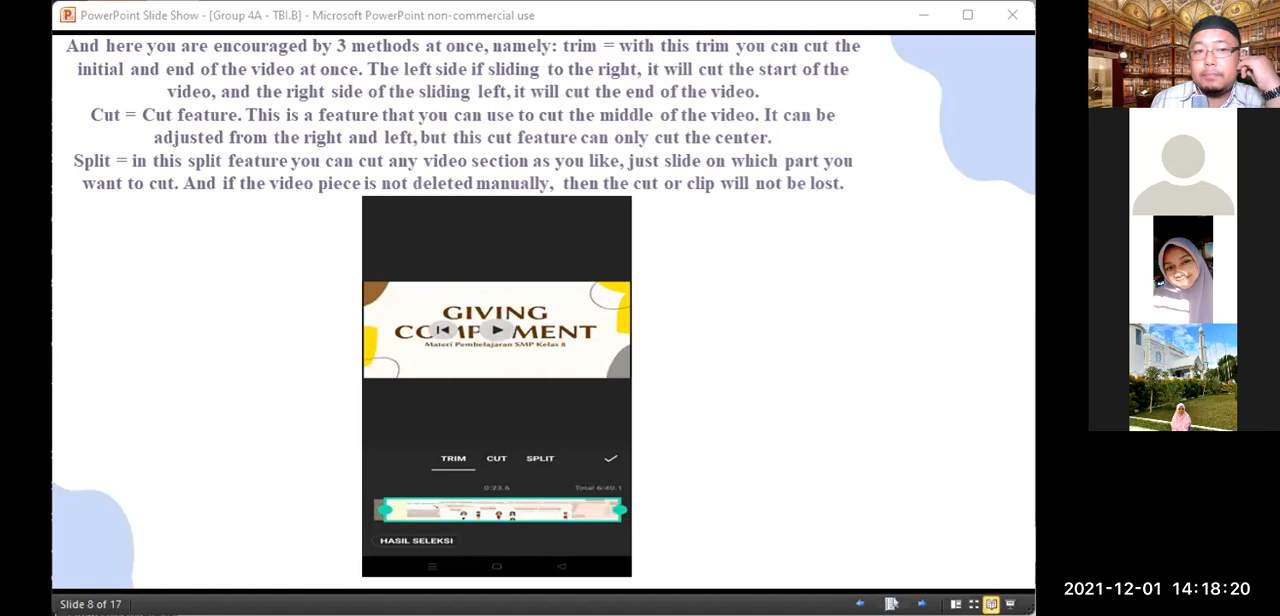 PowerPoint Slide Show - [Group 4A - TBI.B] - Microsoft PowerPoint non-commercial use
And here you are encouraged by 3 methods at once, namely: trim = with this trim you can cut the
initial and end of the video at once. The left side if sliding to the right, it will cut the start of the
video, and the right side of the sliding left, it will cut the end of the video.
Cut = Cut feature. This is a feature that you can use to cut the middle of the video. It can be
adjusted from the right and left, but this cut feature can only cut the center.
Split = in this split feature you can cut any video section as you like, just slide on which part you
want to cut. And if the video piece is not deleted manually, then the cut or clip will not be lost.
GIVING
Materi Pembelajaran SMP Kelas 8
TRIM CUT SPLIT
0:23.6 Total 6:40.1
HASIL SELEKSI
Slide 8 of 17
2021-12-01 14:18:20